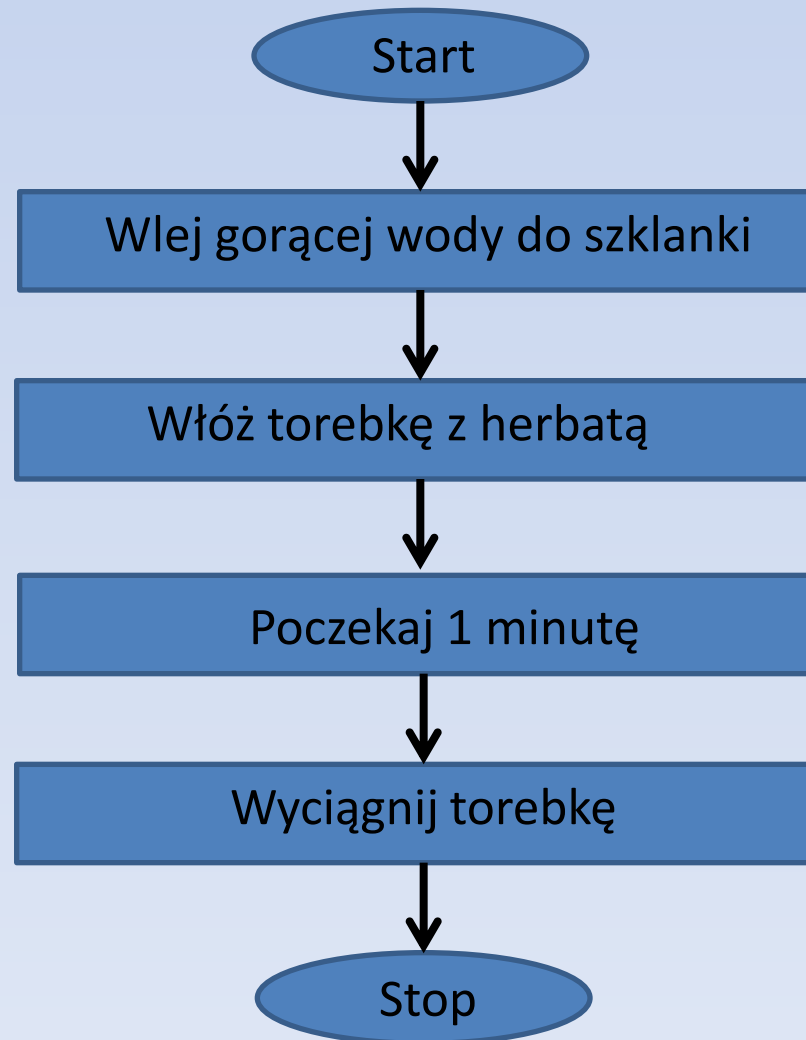 Start
Wlej gorącej wody do szklanki
Włóż torebkę z herbatą
Poczekaj 1 minutę
Wyciągnij torebkę
Stop